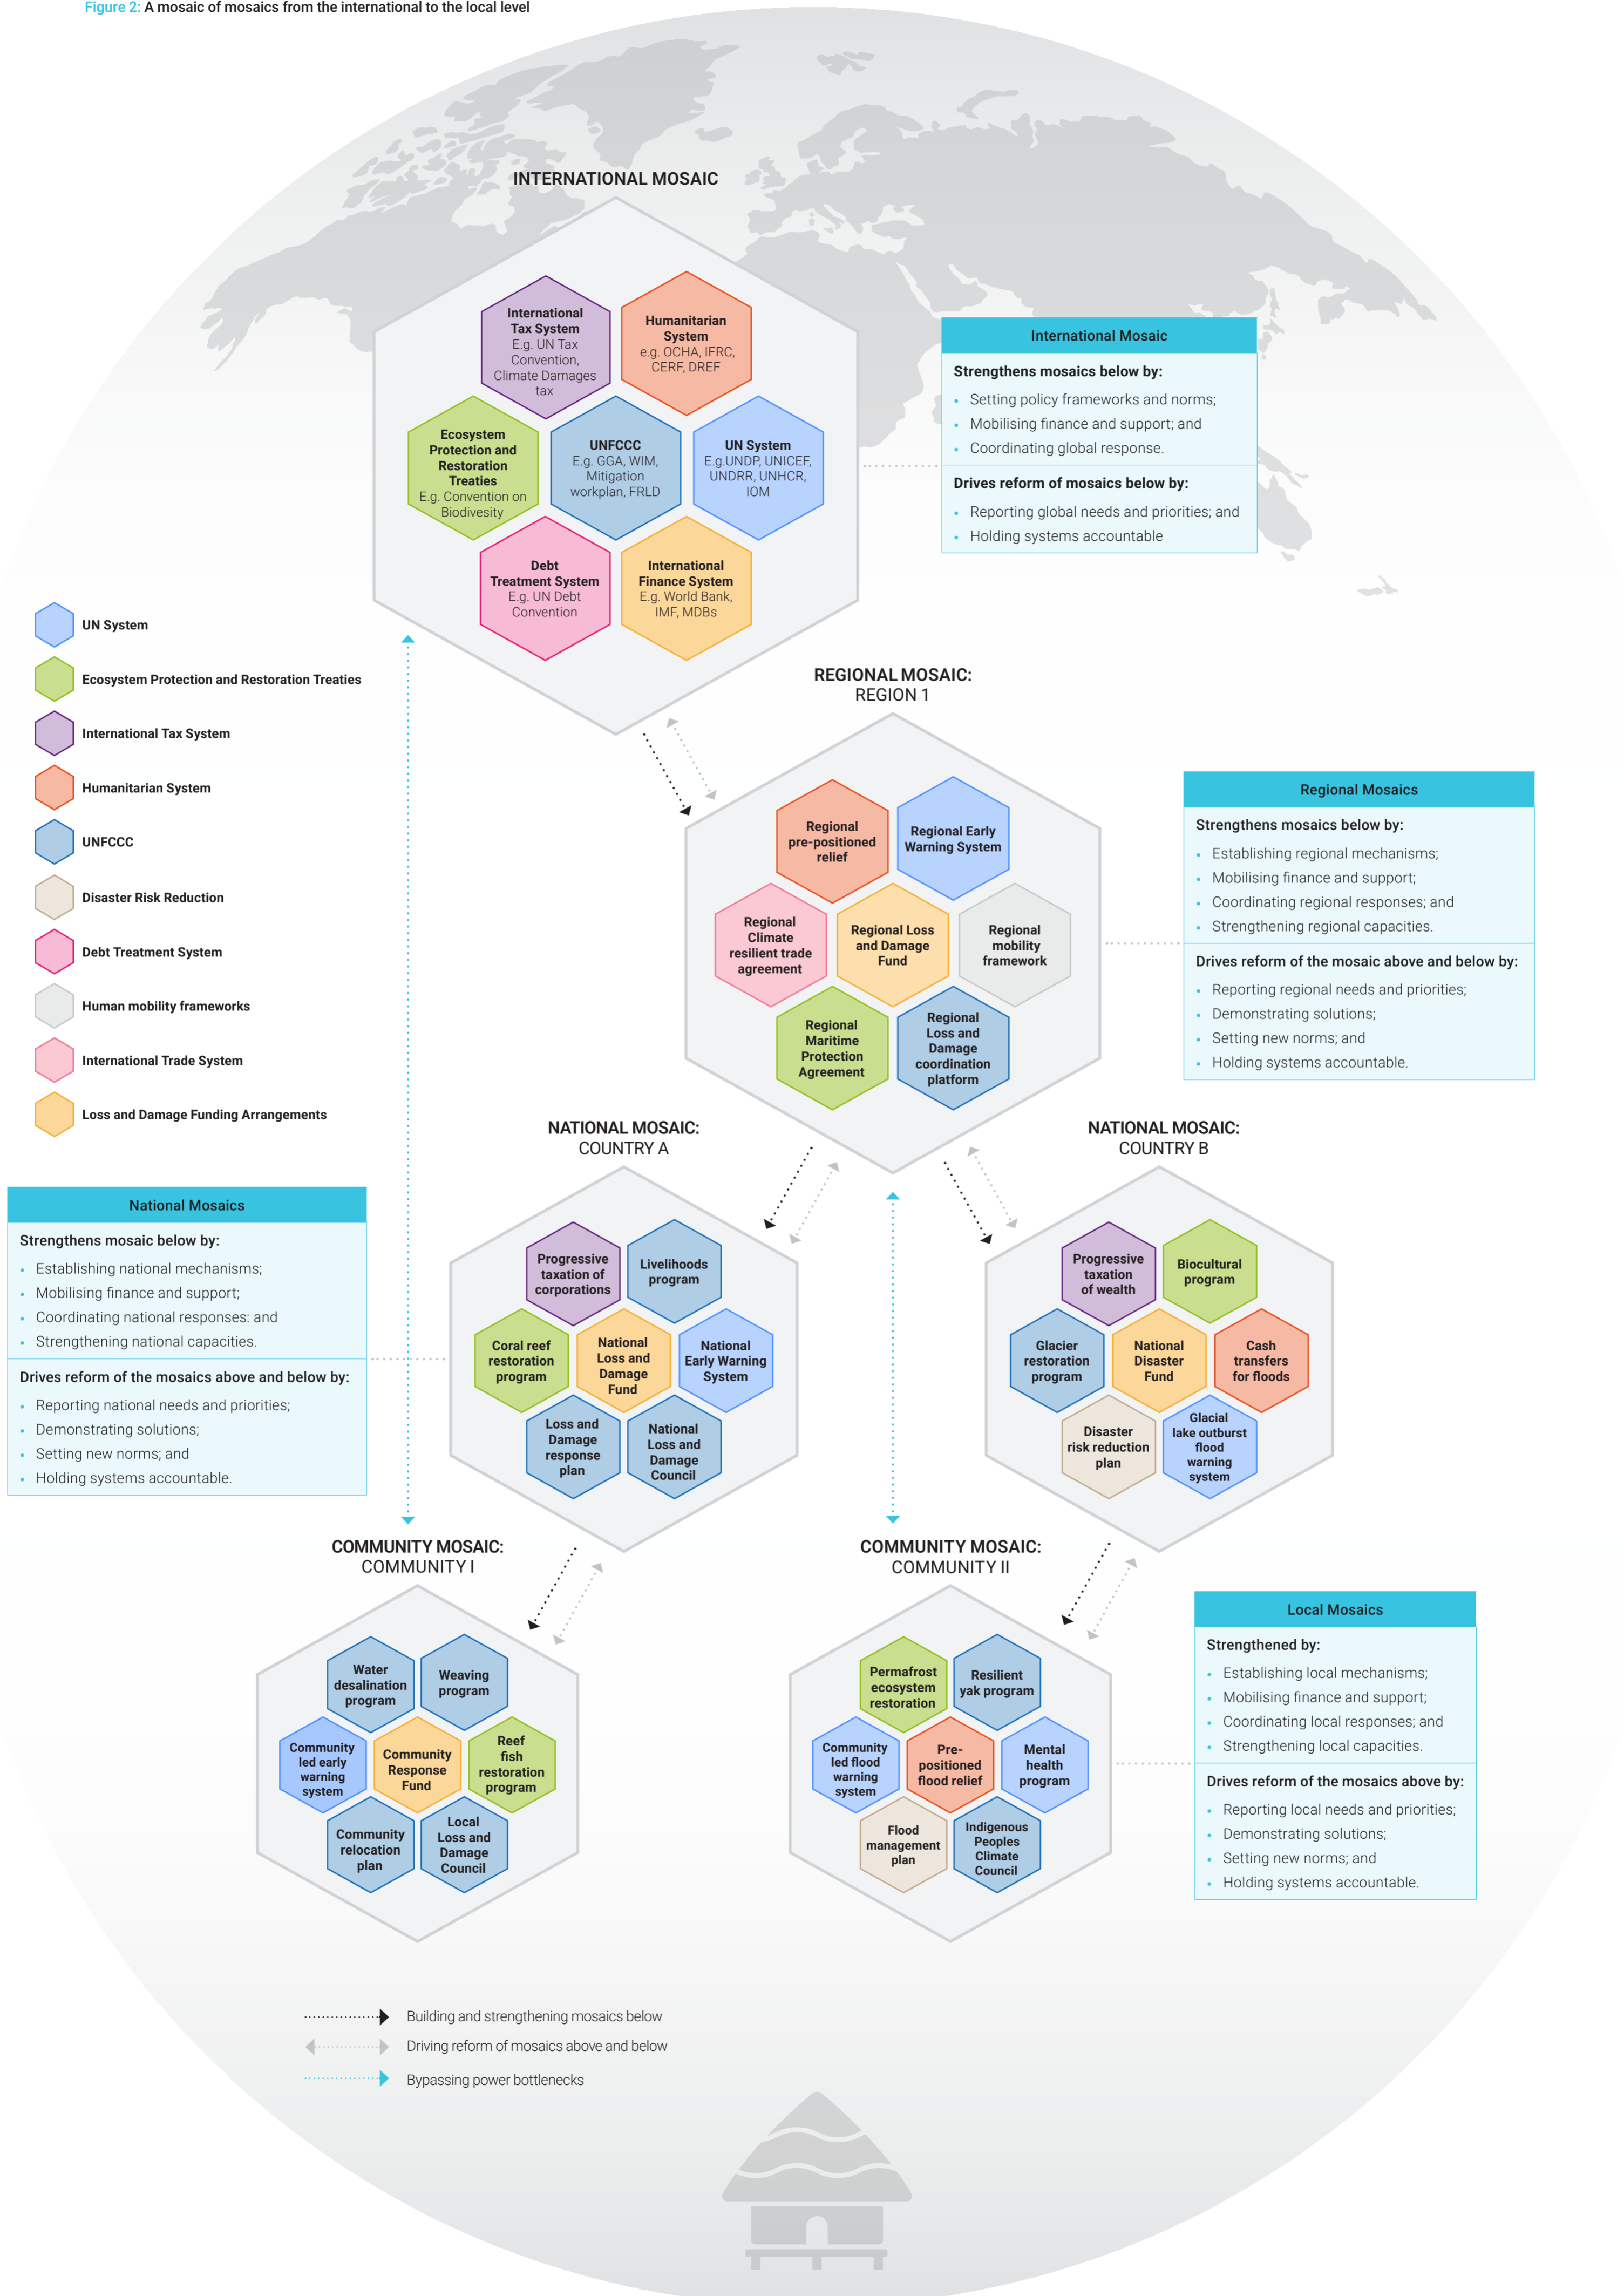 Figure 2: A mosaic of mosaics from the international to the local level
INTERNATIONAL MOSAIC
International
Tax System
E.g. UN Tax
Convention,
Climate Damages
tax
Humanitarian
System
e.g. OCHA, IFRC,
CERF, DREF
Ecosystem
Protection and
Restoration
Treaties
E.g. Convention on
Biodivesity
UNFCCC
E.g. GGA, WIM,
Mitigation
workplan, FRLD
UN System
E.g.UNDP, UNICEF,
UNDRR, UNHCR,
IOM
Debt
Treatment System
E.g. UN Debt
Convention
International
Finance System
E.g. World Bank,
IMF, MDBs
International Mosaic
Strengthens mosaics below by:
• Setting policy frameworks and norms;
• Mobilising finance and support; and
• Coordinating global response.
Drives reform of mosaics below by:
• Reporting global needs and priorities; and
• Holding systems accountable
UN System
Ecosystem Protection and Restoration Treaties
International Tax System
Humanitarian System
UNFCCC
Disaster Risk Reduction
Debt Treatment System
Human mobility frameworks
International Trade System
Loss and Damage Funding Arrangements
REGIONAL MOSAIC:
REGION 1
Regional
pre-positioned
relief
Regional Early
Warning System
Regional
Climate
resilient trade
agreement
Regional Loss
and Damage
Fund
Regional
mobility
framework
Regional
Maritime
Protection
Agreement
Regional
Loss and
Damage
coordination
platform
Regional Mosaics
Strengthens mosaics below by:
• Establishing regional mechanisms;
• Mobilising finance and support;
• Coordinating regional responses; and
• Strengthening regional capacities.
Drives reform of the mosaic above and below by:
• Reporting regional needs and priorities;
• Demonstrating solutions;
• Setting new norms; and
• Holding systems accountable.
National Mosaics
Strengthens mosaic below by:
• Establishing national mechanisms;
• Mobilising finance and support;
• Coordinating national responses: and
• Strengthening national capacities.
Drives reform of the mosaics above and below by:
• Reporting national needs and priorities;
• Demonstrating solutions;
• Setting new norms; and
• Holding systems accountable.
NATIONAL MOSAIC:
COUNTRY A
Progressive
taxation of
corporations
Livelihoods
program
Coral reef
restoration
program
National
Loss and
Damage
Fund
National
Early Warning
System
Loss and
Damage
response
plan
National
Loss and
Damage
Council
NATIONAL MOSAIC:
COUNTRY B
Progressive
taxation
of wealth
Biocultural
program
Glacier
restoration
program
National
Disaster
Fund
Cash
transfers
for floods
Disaster
risk reduction
plan
Glacial
lake outburst
flood
warning
system
COMMUNITY MOSAIC:
COMMUNITY I
Water
desalination
program
Weaving
program
Community
led early
warning
system
Community
Response
Fund
Reef
fish
restoration
program
Community
relocation
plan
Local
Loss and
Damage
Council
COMMUNITY MOSAIC:
COMMUNITY II
Permafrost
ecosystem
restoration
Resilient
yak program
Community
led flood
warning
system
Pre-
positioned
flood relief
Mental
health
program
Flood
management
plan
Indigenous
Peoples
Climate
Council
Local Mosaics
Strengthened by:
• Establishing local mechanisms;
• Mobilising finance and support;
• Coordinating local responses; and
• Strengthening local capacities.
Drives reform of the mosaics above by:
• Reporting local needs and priorities;
• Demonstrating solutions;
• Setting new norms; and
• Holding systems accountable.
Building and strengthening mosaics below
Driving reform of mosaics above and below
Bypassing power bottlenecks